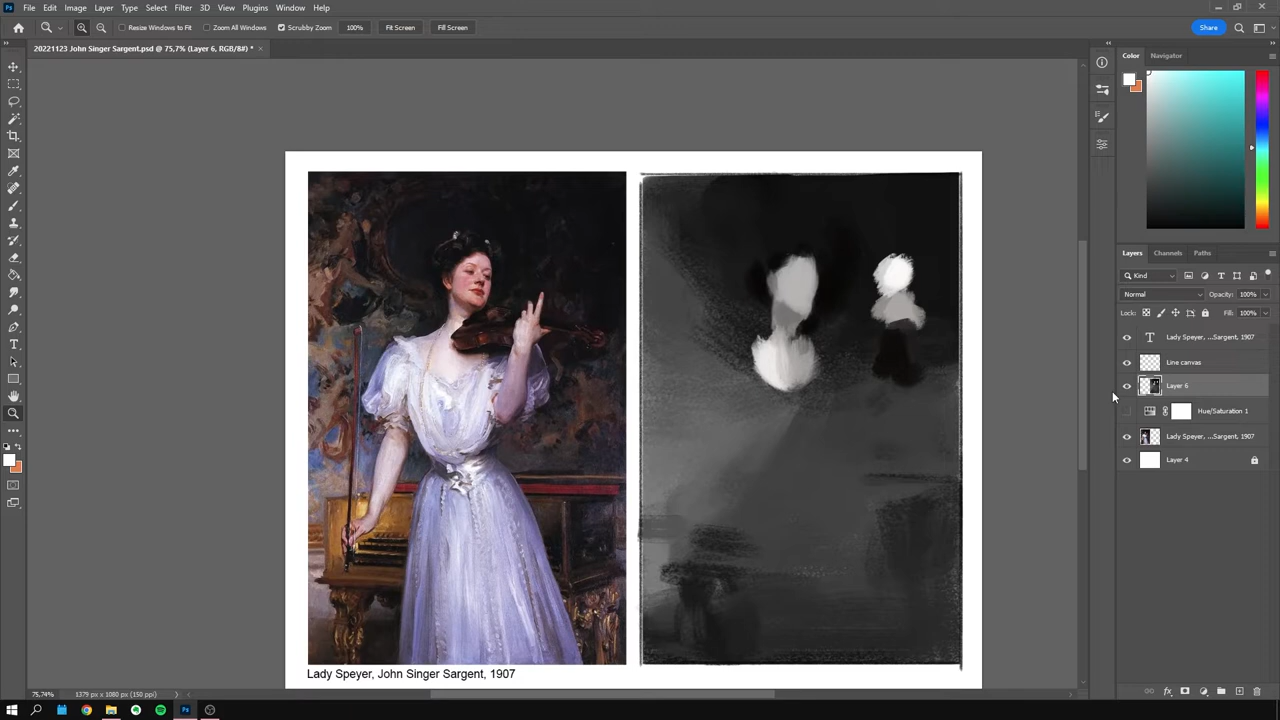 File Edit Image Layer Type Select Filter 3D View Plugins Window Help
Resize Windows to Fit Zoom All Windows Scrubby Zoom 100% Fit Screen Fill Screen Share
20221123 John Singer Sargent.psd @ 75,7% (Layer 6, RGB/8#) *
Color Navigator
Layers Channels Paths
Kind
Normal Opacity: 100%
Lock: Fill: 100%
Lady Speyer, ...Sargent, 1907
Line canvas
Layer 6
Hue/Saturation 1
Lady Speyer, ...Sargent, 1907
Layer 4
Lady Speyer, John Singer Sargent, 1907
75,74% 1379 px x 1080 px (150 ppi)